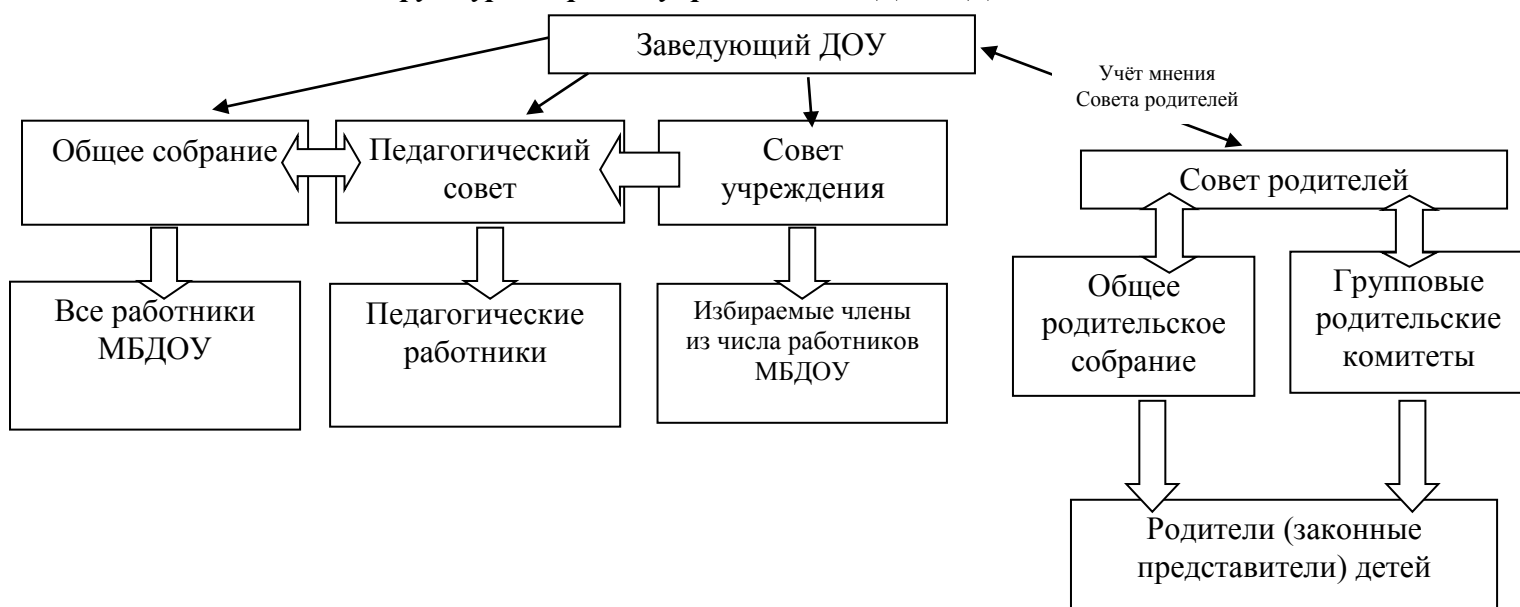 Заведующий ДОУ
Учёт мнения
Совета родителей
Общее собрание
Педагогический
совет
Совет
учреждения
Совет родителей
Все работники
МБДОУ
Педагогические
работники
Избираемые члены
из числа работников
МБДОУ
Общее
родительское
собрание
Групповые
родительские
комитеты
Родители (законные
представители) детей